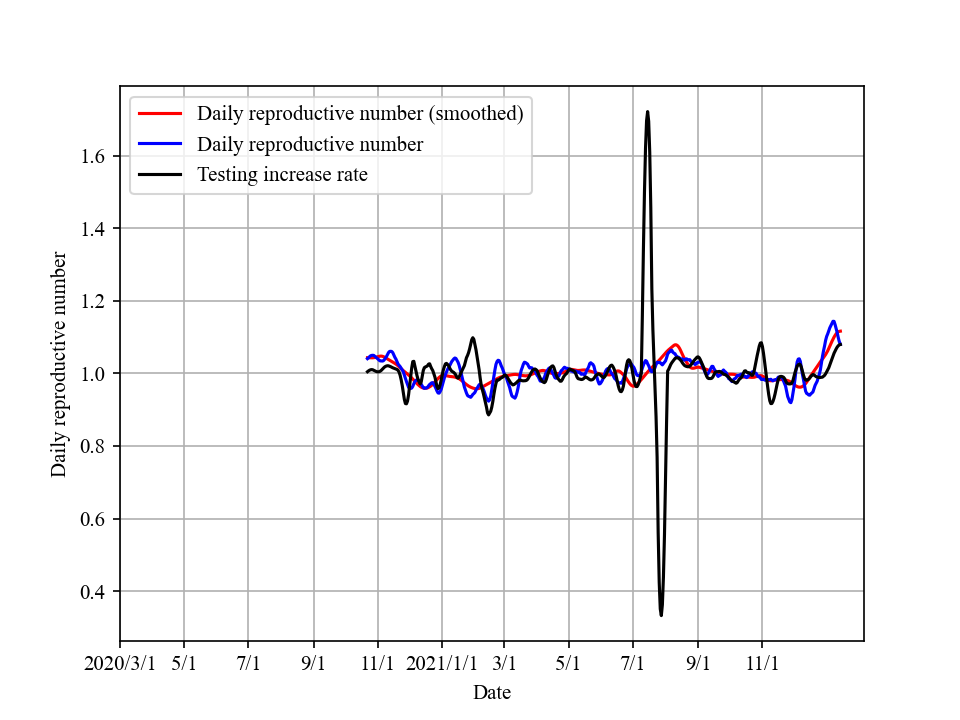 Daily reproductive number (smoothed)
Daily reproductive number
Testing increase rate
Daily reproductive number
1.6
1.4
1.2
1.0
0.8
0.6
0.4
2020/3/1 5/1 7/1 9/1 11/1 2021/1/1 3/1 5/1 7/1 9/1 11/1
Date